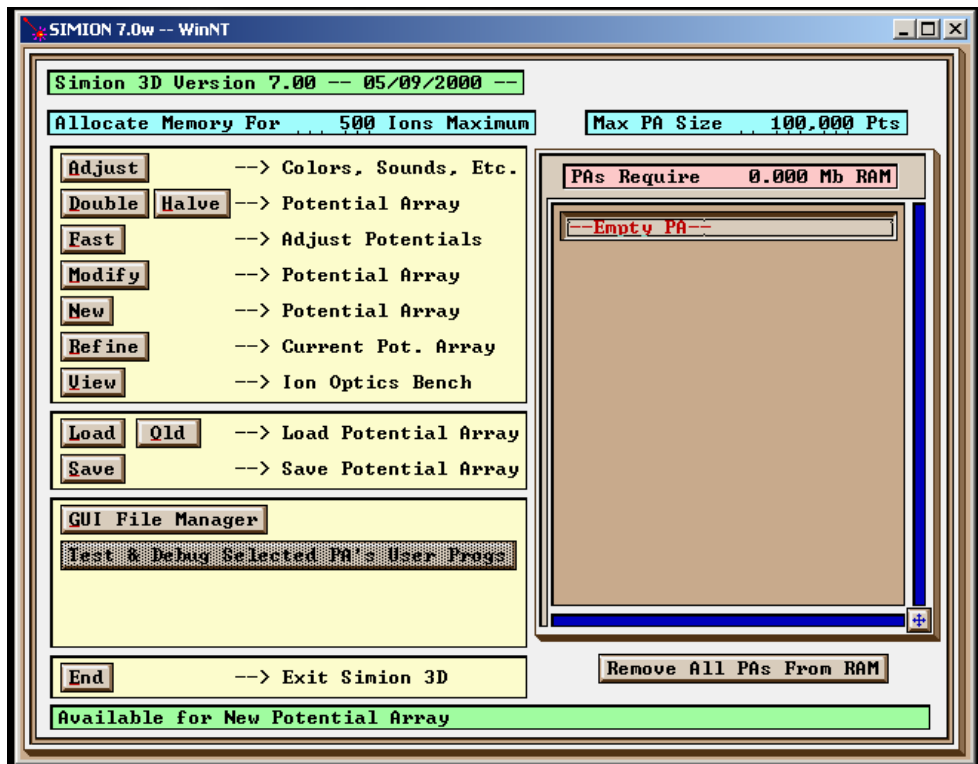 SIMION 7.0w -- WinNT
Simion 3D Version 7.00 -- 05/09/2000 --
Allocate Memory For 500 Ions Maximum
Max PA Size 100,000 Pts
Adjust --> Colors, Sounds, Etc.
Double Halve --> Potential Array
Fast --> Adjust Potentials
Modify --> Potential Array
New --> Potential Array
Refine --> Current Pot. Array
View --> Ion Optics Bench
Load Old --> Load Potential Array
Save --> Save Potential Array
GUI File Manager
Test & Debug Selected PA's User Progs
End --> Exit Simion 3D
PAs Require 0.000 Mb RAM
--Empty PA--
Remove All PAs From RAM
Available for New Potential Array